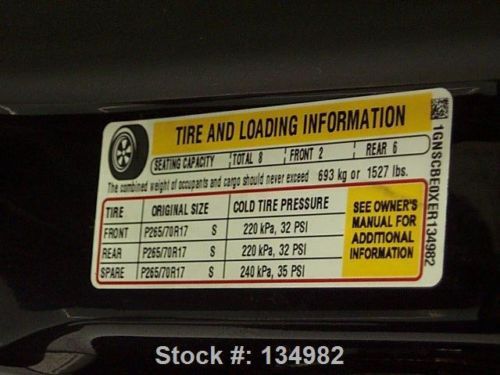 TIRE AND LOADING INFORMATION
SEATING CAPACITY TOTAL 8 FRONT 2 REAR 6
The combined weight of occupants and cargo should never exceed 693 kg or 1527 lbs.
TIRE ORIGINAL SIZE COLD TIRE PRESSURE
FRONT P265/70R17 S 220 kPa, 32 PSI
REAR P265/70R17 S 220 kPa, 32 PSI
SPARE P265/70R17 S 240 kPa, 35 PSI
SEE OWNER'S
MANUAL FOR
ADDITIONAL
INFORMATION
1GNSCBE0XER134982
Stock #: 134982